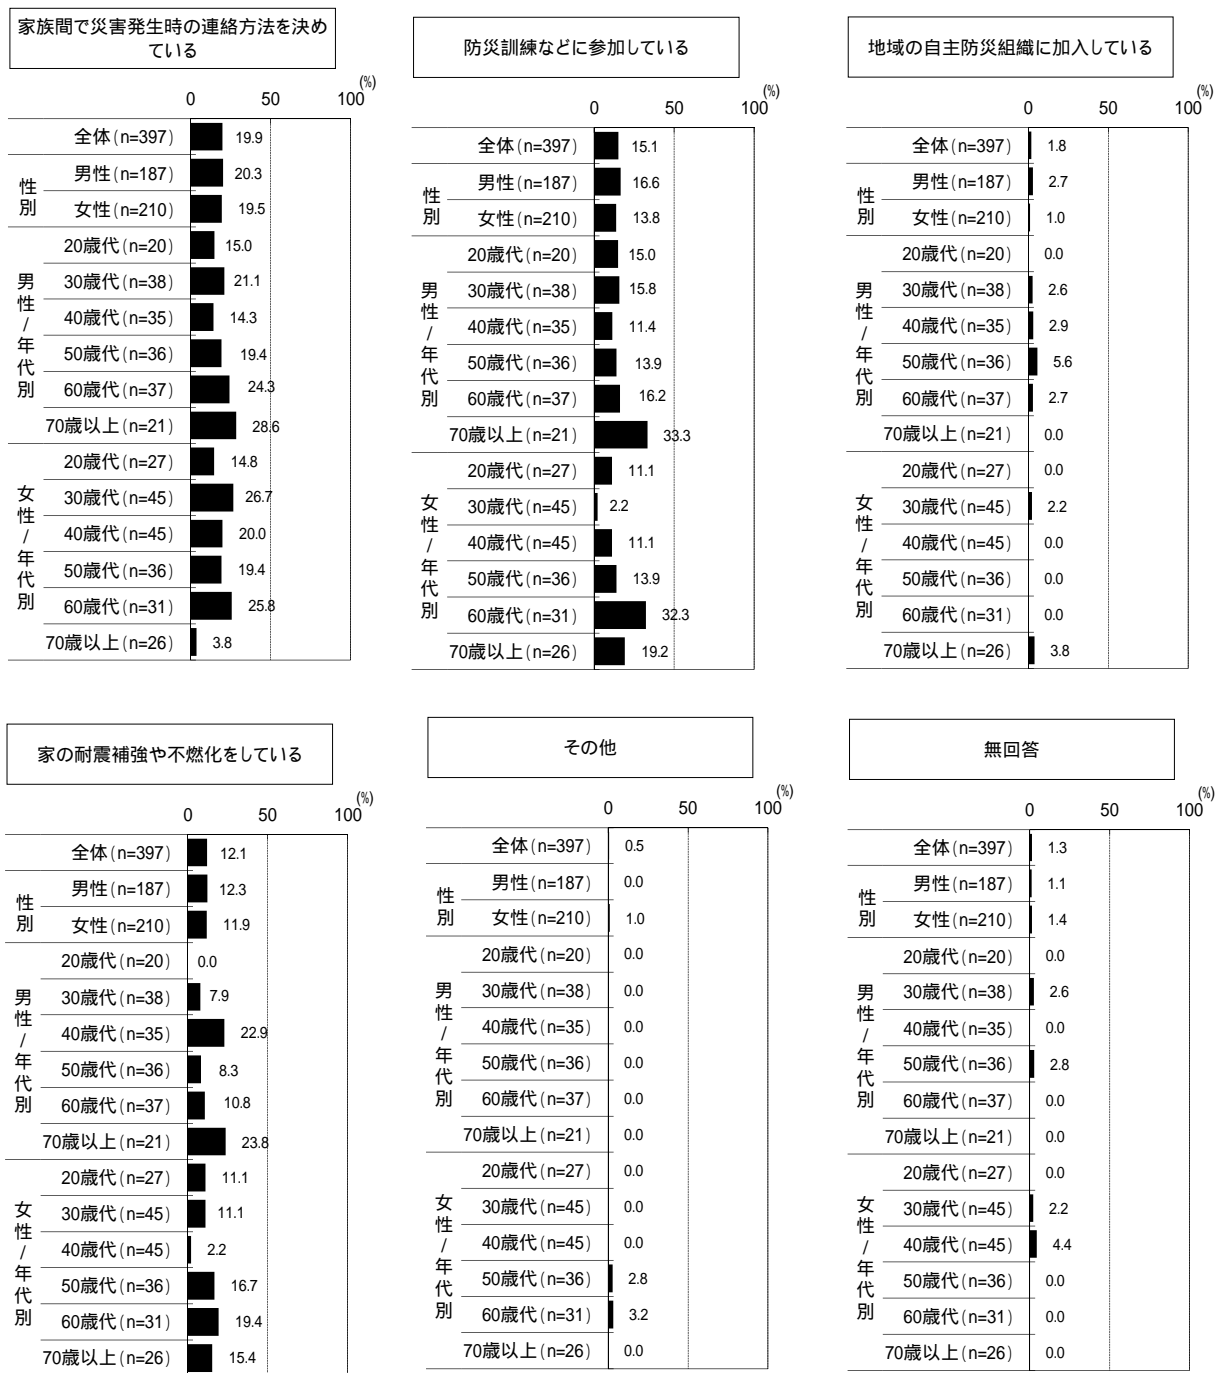 家族間で災害発生時の連絡方法を決め
ている
(%)
0 50 100
全体(n=397) 19.9
性別
男性(n=187) 20.3
女性(n=210) 19.5
男性/年代別
20歳代(n=20) 15.0
30歳代(n=38) 21.1
40歳代(n=35) 14.3
50歳代(n=36) 19.4
60歳代(n=37) 24.3
70歳以上(n=21) 28.6
女性/年代別
20歳代(n=27) 14.8
30歳代(n=45) 26.7
40歳代(n=45) 20.0
50歳代(n=36) 19.4
60歳代(n=31) 25.8
70歳以上(n=26) 3.8
防災訓練などに参加している
(%)
0 50 100
全体(n=397) 15.1
性別
男性(n=187) 16.6
女性(n=210) 13.8
男性/年代別
20歳代(n=20) 15.0
30歳代(n=38) 15.8
40歳代(n=35) 11.4
50歳代(n=36) 13.9
60歳代(n=37) 16.2
70歳以上(n=21) 33.3
女性/年代別
20歳代(n=27) 11.1
30歳代(n=45) 2.2
40歳代(n=45) 11.1
50歳代(n=36) 13.9
60歳代(n=31) 32.3
70歳以上(n=26) 19.2
地域の自主防災組織に加入している
(%)
0 50 100
全体(n=397) 1.8
性別
男性(n=187) 2.7
女性(n=210) 1.0
男性/年代別
20歳代(n=20) 0.0
30歳代(n=38) 2.6
40歳代(n=35) 2.9
50歳代(n=36) 5.6
60歳代(n=37) 2.7
70歳以上(n=21) 0.0
女性/年代別
20歳代(n=27) 0.0
30歳代(n=45) 2.2
40歳代(n=45) 0.0
50歳代(n=36) 0.0
60歳代(n=31) 0.0
70歳以上(n=26) 3.8
家の耐震補強や不燃化をしている
(%)
0 50 100
全体(n=397) 12.1
性別
男性(n=187) 12.3
女性(n=210) 11.9
男性/年代別
20歳代(n=20) 0.0
30歳代(n=38) 7.9
40歳代(n=35) 22.9
50歳代(n=36) 8.3
60歳代(n=37) 10.8
70歳以上(n=21) 23.8
女性/年代別
20歳代(n=27) 11.1
30歳代(n=45) 11.1
40歳代(n=45) 2.2
50歳代(n=36) 16.7
60歳代(n=31) 19.4
70歳以上(n=26) 15.4
その他
(%)
0 50 100
全体(n=397) 0.5
性別
男性(n=187) 0.0
女性(n=210) 1.0
男性/年代別
20歳代(n=20) 0.0
30歳代(n=38) 0.0
40歳代(n=35) 0.0
50歳代(n=36) 0.0
60歳代(n=37) 0.0
70歳以上(n=21) 0.0
女性/年代別
20歳代(n=27) 0.0
30歳代(n=45) 0.0
40歳代(n=45) 0.0
50歳代(n=36) 2.8
60歳代(n=31) 3.2
70歳以上(n=26) 0.0
無回答
(%)
0 50 100
全体(n=397) 1.3
性別
男性(n=187) 1.1
女性(n=210) 1.4
男性/年代別
20歳代(n=20) 0.0
30歳代(n=38) 2.6
40歳代(n=35) 0.0
50歳代(n=36) 2.8
60歳代(n=37) 0.0
70歳以上(n=21) 0.0
女性/年代別
20歳代(n=27) 0.0
30歳代(n=45) 2.2
40歳代(n=45) 4.4
50歳代(n=36) 0.0
60歳代(n=31) 0.0
70歳以上(n=26) 0.0